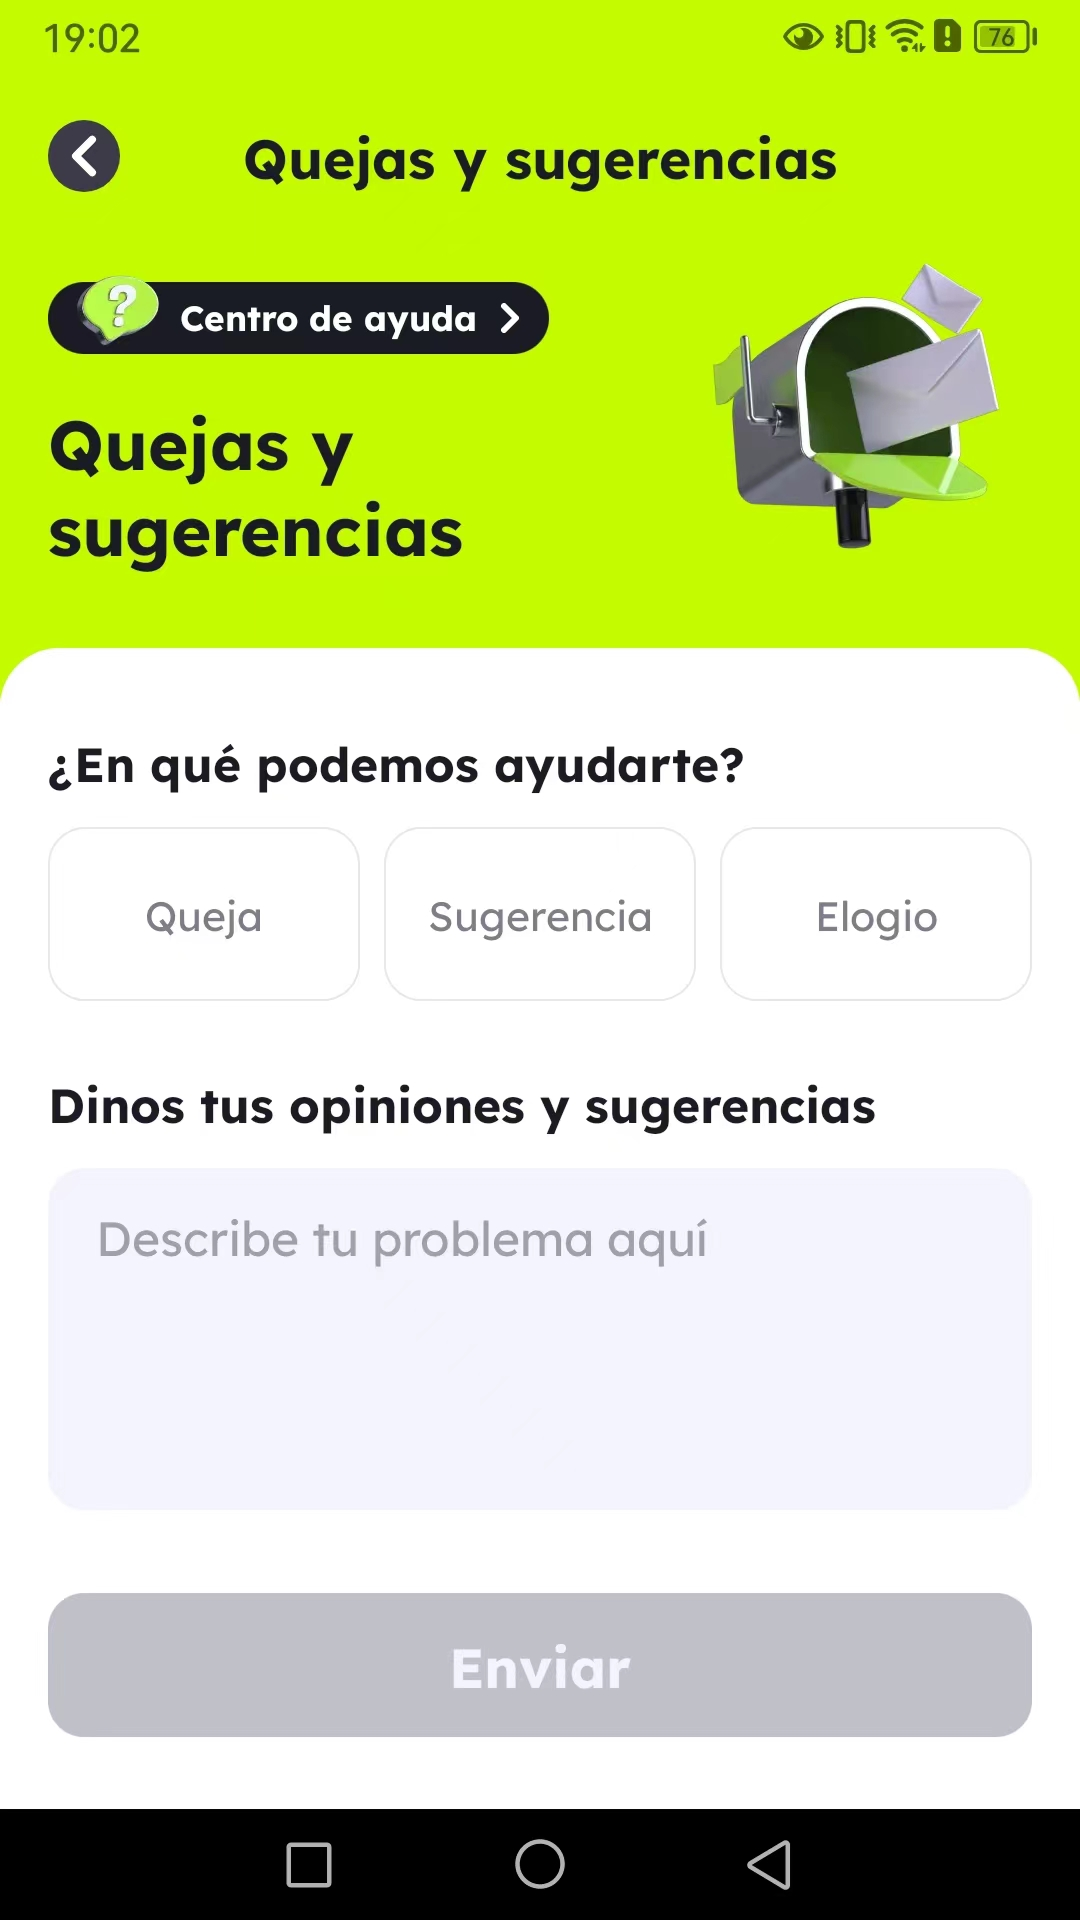 19:02
76
Quejas y sugerencias
?
Centro de ayuda
Quejas y
sugerencias
¿En qué podemos ayudarte?
Queja
Sugerencia
Elogio
Dinos tus opiniones y sugerencias
Describe tu problema aquí
Enviar